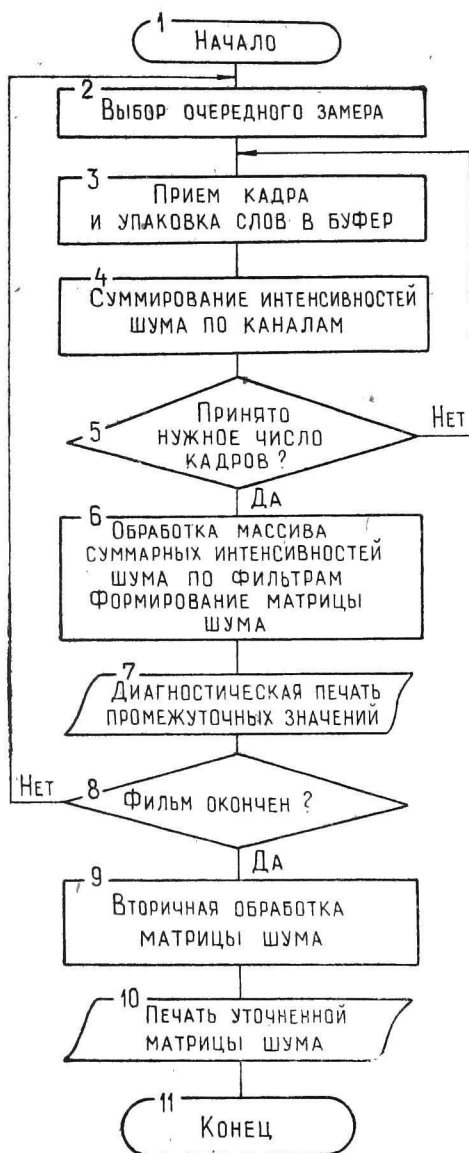 1
НАЧАЛО
2
ВЫБОР ОЧЕРЕДНОГО ЗАМЕРА
3
ПРИЕМ КАДРА
И УПАКОВКА СЛОВ В БУФЕР
4
СУММИРОВАНИЕ ИНТЕНСИВНОСТЕЙ
ШУМА ПО КАНАЛАМ
5
ПРИНЯТО
НУЖНОЕ ЧИСЛО
КАДРОВ?
НЕТ
ДА
6
ОБРАБОТКА МАССИВА
СУММАРНЫХ ИНТЕНСИВНОСТЕЙ
ШУМА ПО ФИЛЬТРАМ
ФОРМИРОВАНИЕ МАТРИЦЫ
ШУМА
7
ДИАГНОСТИЧЕСКАЯ ПЕЧАТЬ
ПРОМЕЖУТОЧНЫХ ЗНАЧЕНИЙ
НЕТ
8
ФИЛЬМ ОКОНЧЕН?
ДА
9
ВТОРИЧНАЯ ОБРАБОТКА
МАТРИЦЫ ШУМА
10
ПЕЧАТЬ УТОЧНЕННОЙ
МАТРИЦЫ ШУМА
11
КОНЕЦ